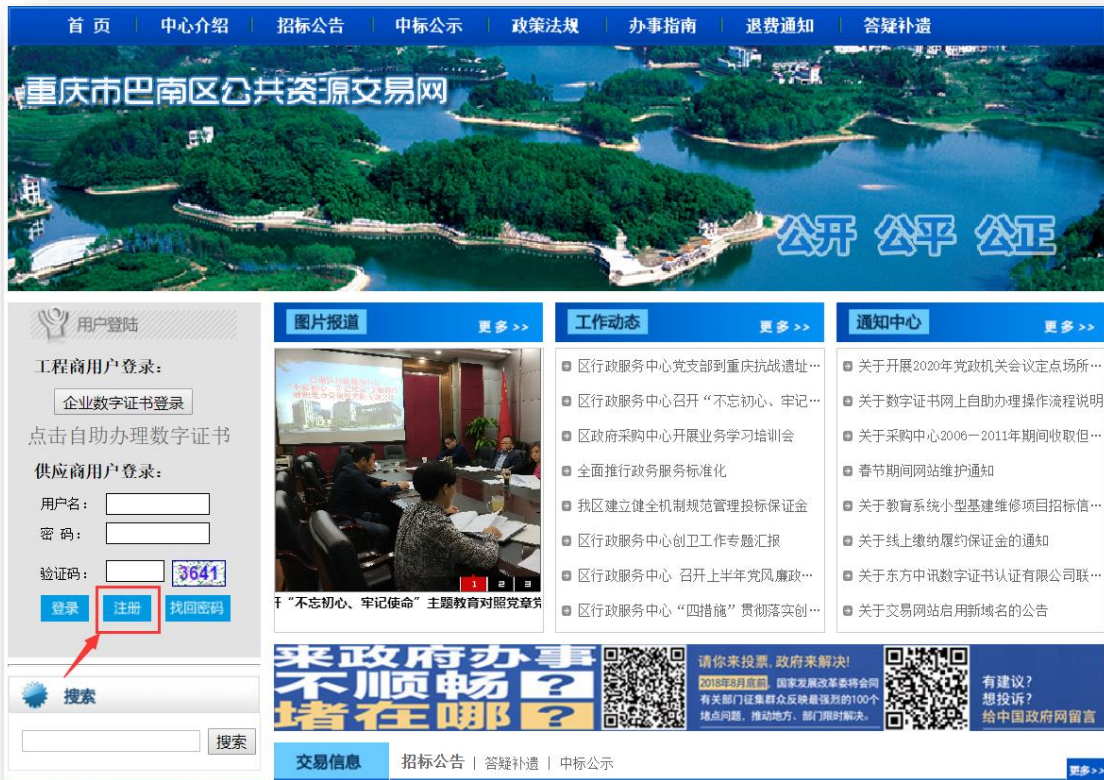 首 页
中心介绍
招标公告
中标公示
政策法规
办事指南
退费通知
答疑补遗
重庆市巴南区公共资源交易网
公开 公平 公正
用户登陆
工程商用户登录：
企业数字证书登录
点击自助办理数字证书
供应商用户登录：
用户名：
密 码：
验证码：
3641
登录
注册
找回密码
搜索
搜索
图片报道
更多 >>
1 2 3
“不忘初心、牢记使命”主题教育对照党章党
工作动态
更多 >>
区行政服务中心党支部到重庆抗战遗址…
区行政服务中心召开“不忘初心、牢记…
区政府采购中心开展业务学习培训会
全面推行政务服务标准化
我区建立健全机制规范管理投标保证金
区行政服务中心创卫工作专题汇报
区行政服务中心 召开上半年党风廉政…
区行政服务中心“四措施”贯彻落实创…
通知中心
更多 >>
关于开展2020年党政机关会议定点场所…
关于数字证书网上自助办理操作流程说明
关于采购中心2006—2011年期间收取但…
春节期间网站维护通知
关于教育系统小型基建维修项目招标信…
关于线上缴纳履约保证金的通知
关于东方中讯数字证书认证有限公司联…
关于交易网站启用新域名的公告
来政府办事
不顺畅？
堵在哪？
请你来投票，政府来解决！
2018年8月底前，国家发展改革委将会同
有关部门征集群众反映最强烈的100个
堵点问题，推动地方、部门限时解决。
有建议？
想投诉？
给中国政府网留言
交易信息
招标公告 | 答疑补遗 | 中标公示
更多>>